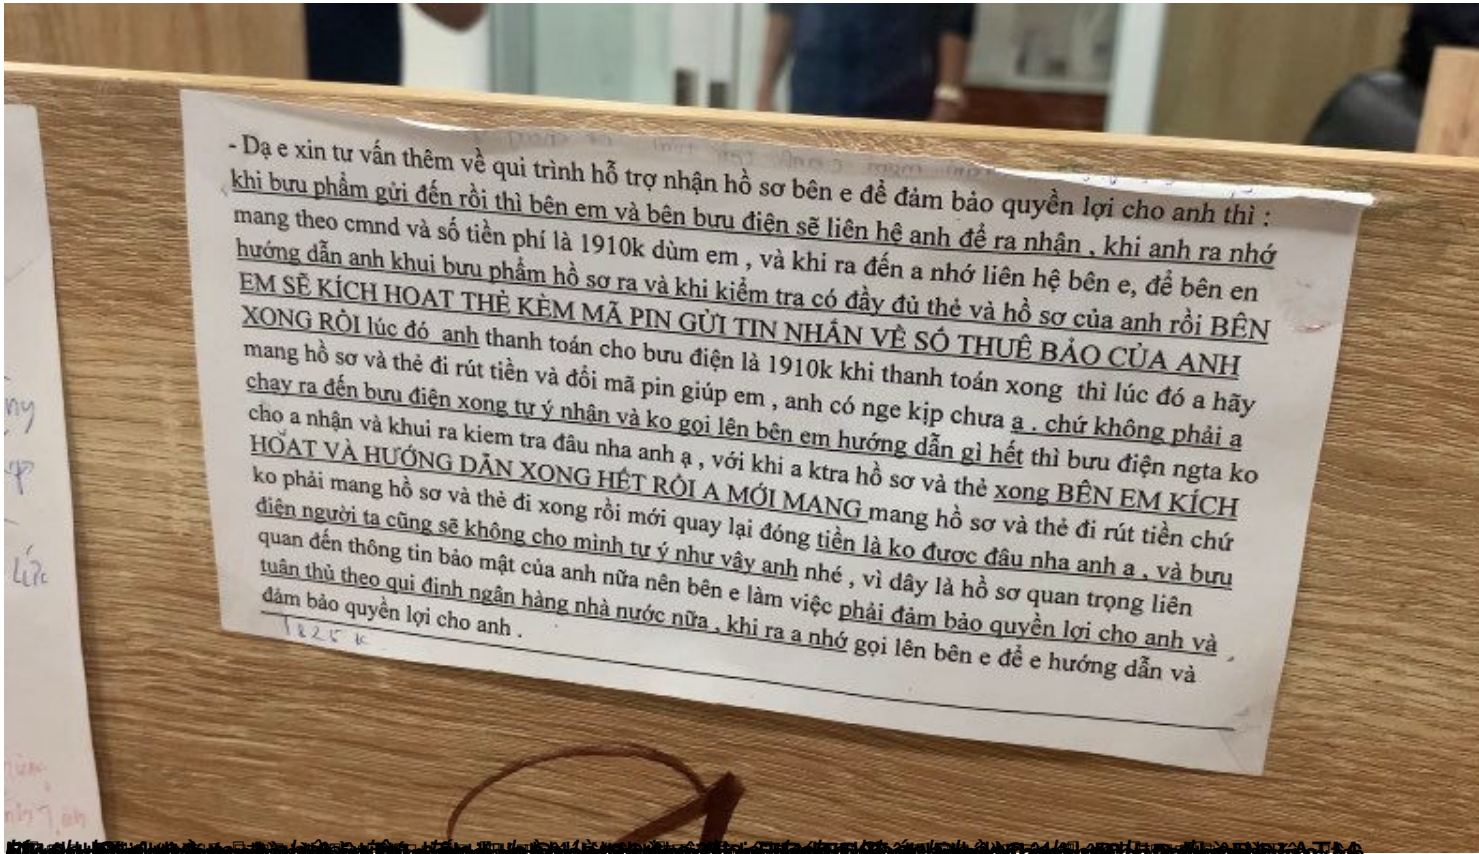 - Dạ e xin tư vấn thêm về qui trình hỗ trợ nhận hồ sơ bên e để đảm bảo quyền lợi cho anh thì :
khi bưu phẩm gửi đến rồi thì bên em và bên bưu điện sẽ liên hệ anh để ra nhận , khi anh ra nhớ
mang theo cmnd và số tiền phí là 1910k dùm em , và khi ra đến a nhớ liên hệ bên e, để bên en
hướng dẫn anh khui bưu phẩm hồ sơ ra và khi kiểm tra có đầy đủ thẻ và hồ sơ của anh rồi BÊN
EM SẼ KÍCH HOẠT THẺ KÈM MÃ PIN GỬI TIN NHẮN VỀ SỐ THUÊ BẢO CỦA ANH
XONG RỒI lúc đó anh thanh toán cho bưu điện là 1910k khi thanh toán xong thì lúc đó a hãy
mang hồ sơ và thẻ đi rút tiền và đổi mã pin giúp em , anh có nge kịp chưa ạ . chứ không phải a
chạy ra đến bưu điện xong tự ý nhận và ko gọi lên bên em hướng dẫn gì hết thì bưu điện ngta ko
cho a nhận và khui ra kiem tra đâu nha anh ạ , với khi a ktra hồ sơ và thẻ xong BÊN EM KÍCH
HOẠT VÀ HƯỚNG DẪN XONG HẾT RỒI A MỚI MANG mang hồ sơ và thẻ đi rút tiền chứ
ko phải mang hồ sơ và thẻ đi xong rồi mới quay lại đóng tiền là ko được đâu nha anh ạ , và bưu
điện người ta cũng sẽ không cho mình tự ý như vậy anh nhé , vì dây là hồ sơ quan trọng liên
quan đến thông tin bảo mật của anh nữa nên bên e làm việc phải đảm bảo quyền lợi cho anh và
tuân thủ theo qui định ngân hàng nhà nước nữa , khi ra a nhớ gọi lên bên e để e hướng dẫn và
đảm bảo quyền lợi cho anh .
1825 k